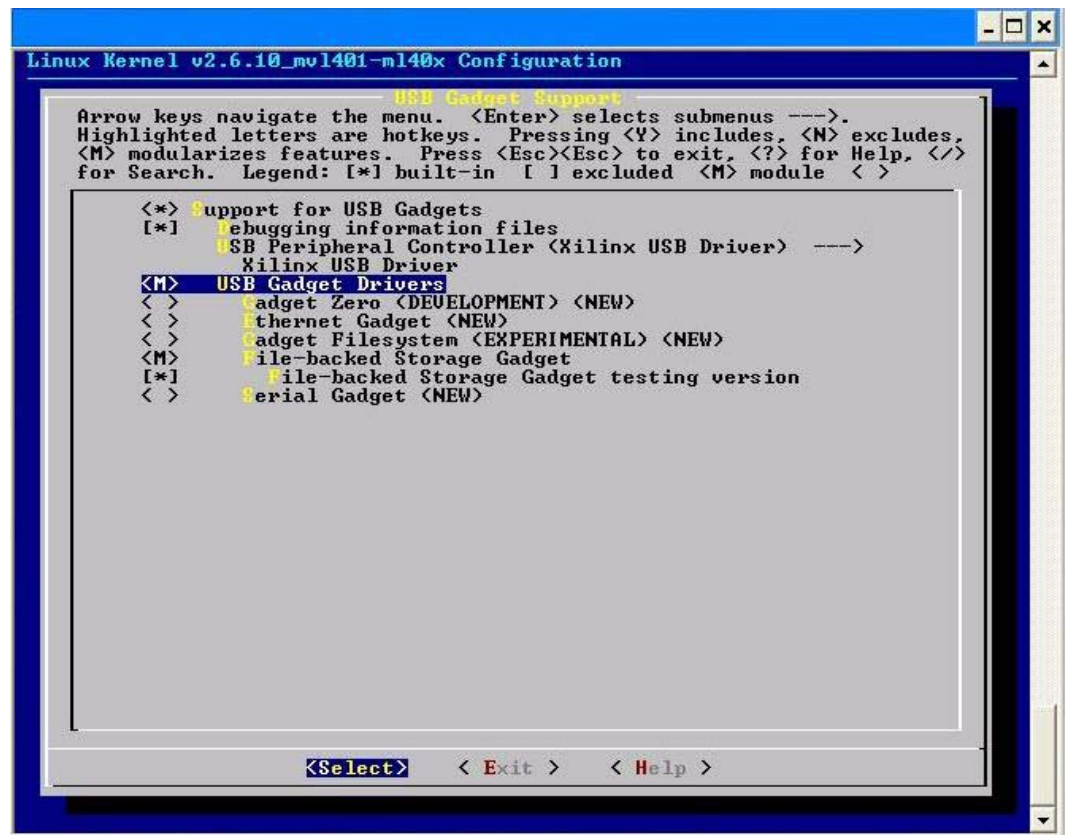 Linux Kernel v2.6.10_mvl401-ml40x Configuration
USB Gadget Support
Arrow keys navigate the menu. <Enter> selects submenus --->.
Highlighted letters are hotkeys. Pressing <Y> includes, <N> excludes,
<M> modularizes features. Press <Esc><Esc> to exit, <?> for Help, </>
for Search. Legend: [*] built-in [ ] excluded <M> module < >
<*> Support for USB Gadgets
[*] Debugging information files
USB Peripheral Controller (Xilinx USB Driver) --->
Xilinx USB Driver
<M> USB Gadget Drivers
< > Gadget Zero (DEVELOPMENT) (NEW)
< > Ethernet Gadget (NEW)
< > Gadget Filesystem (EXPERIMENTAL) (NEW)
<M> File-backed Storage Gadget
[*] File-backed Storage Gadget testing version
< > Serial Gadget (NEW)
<Select> < Exit > < Help >